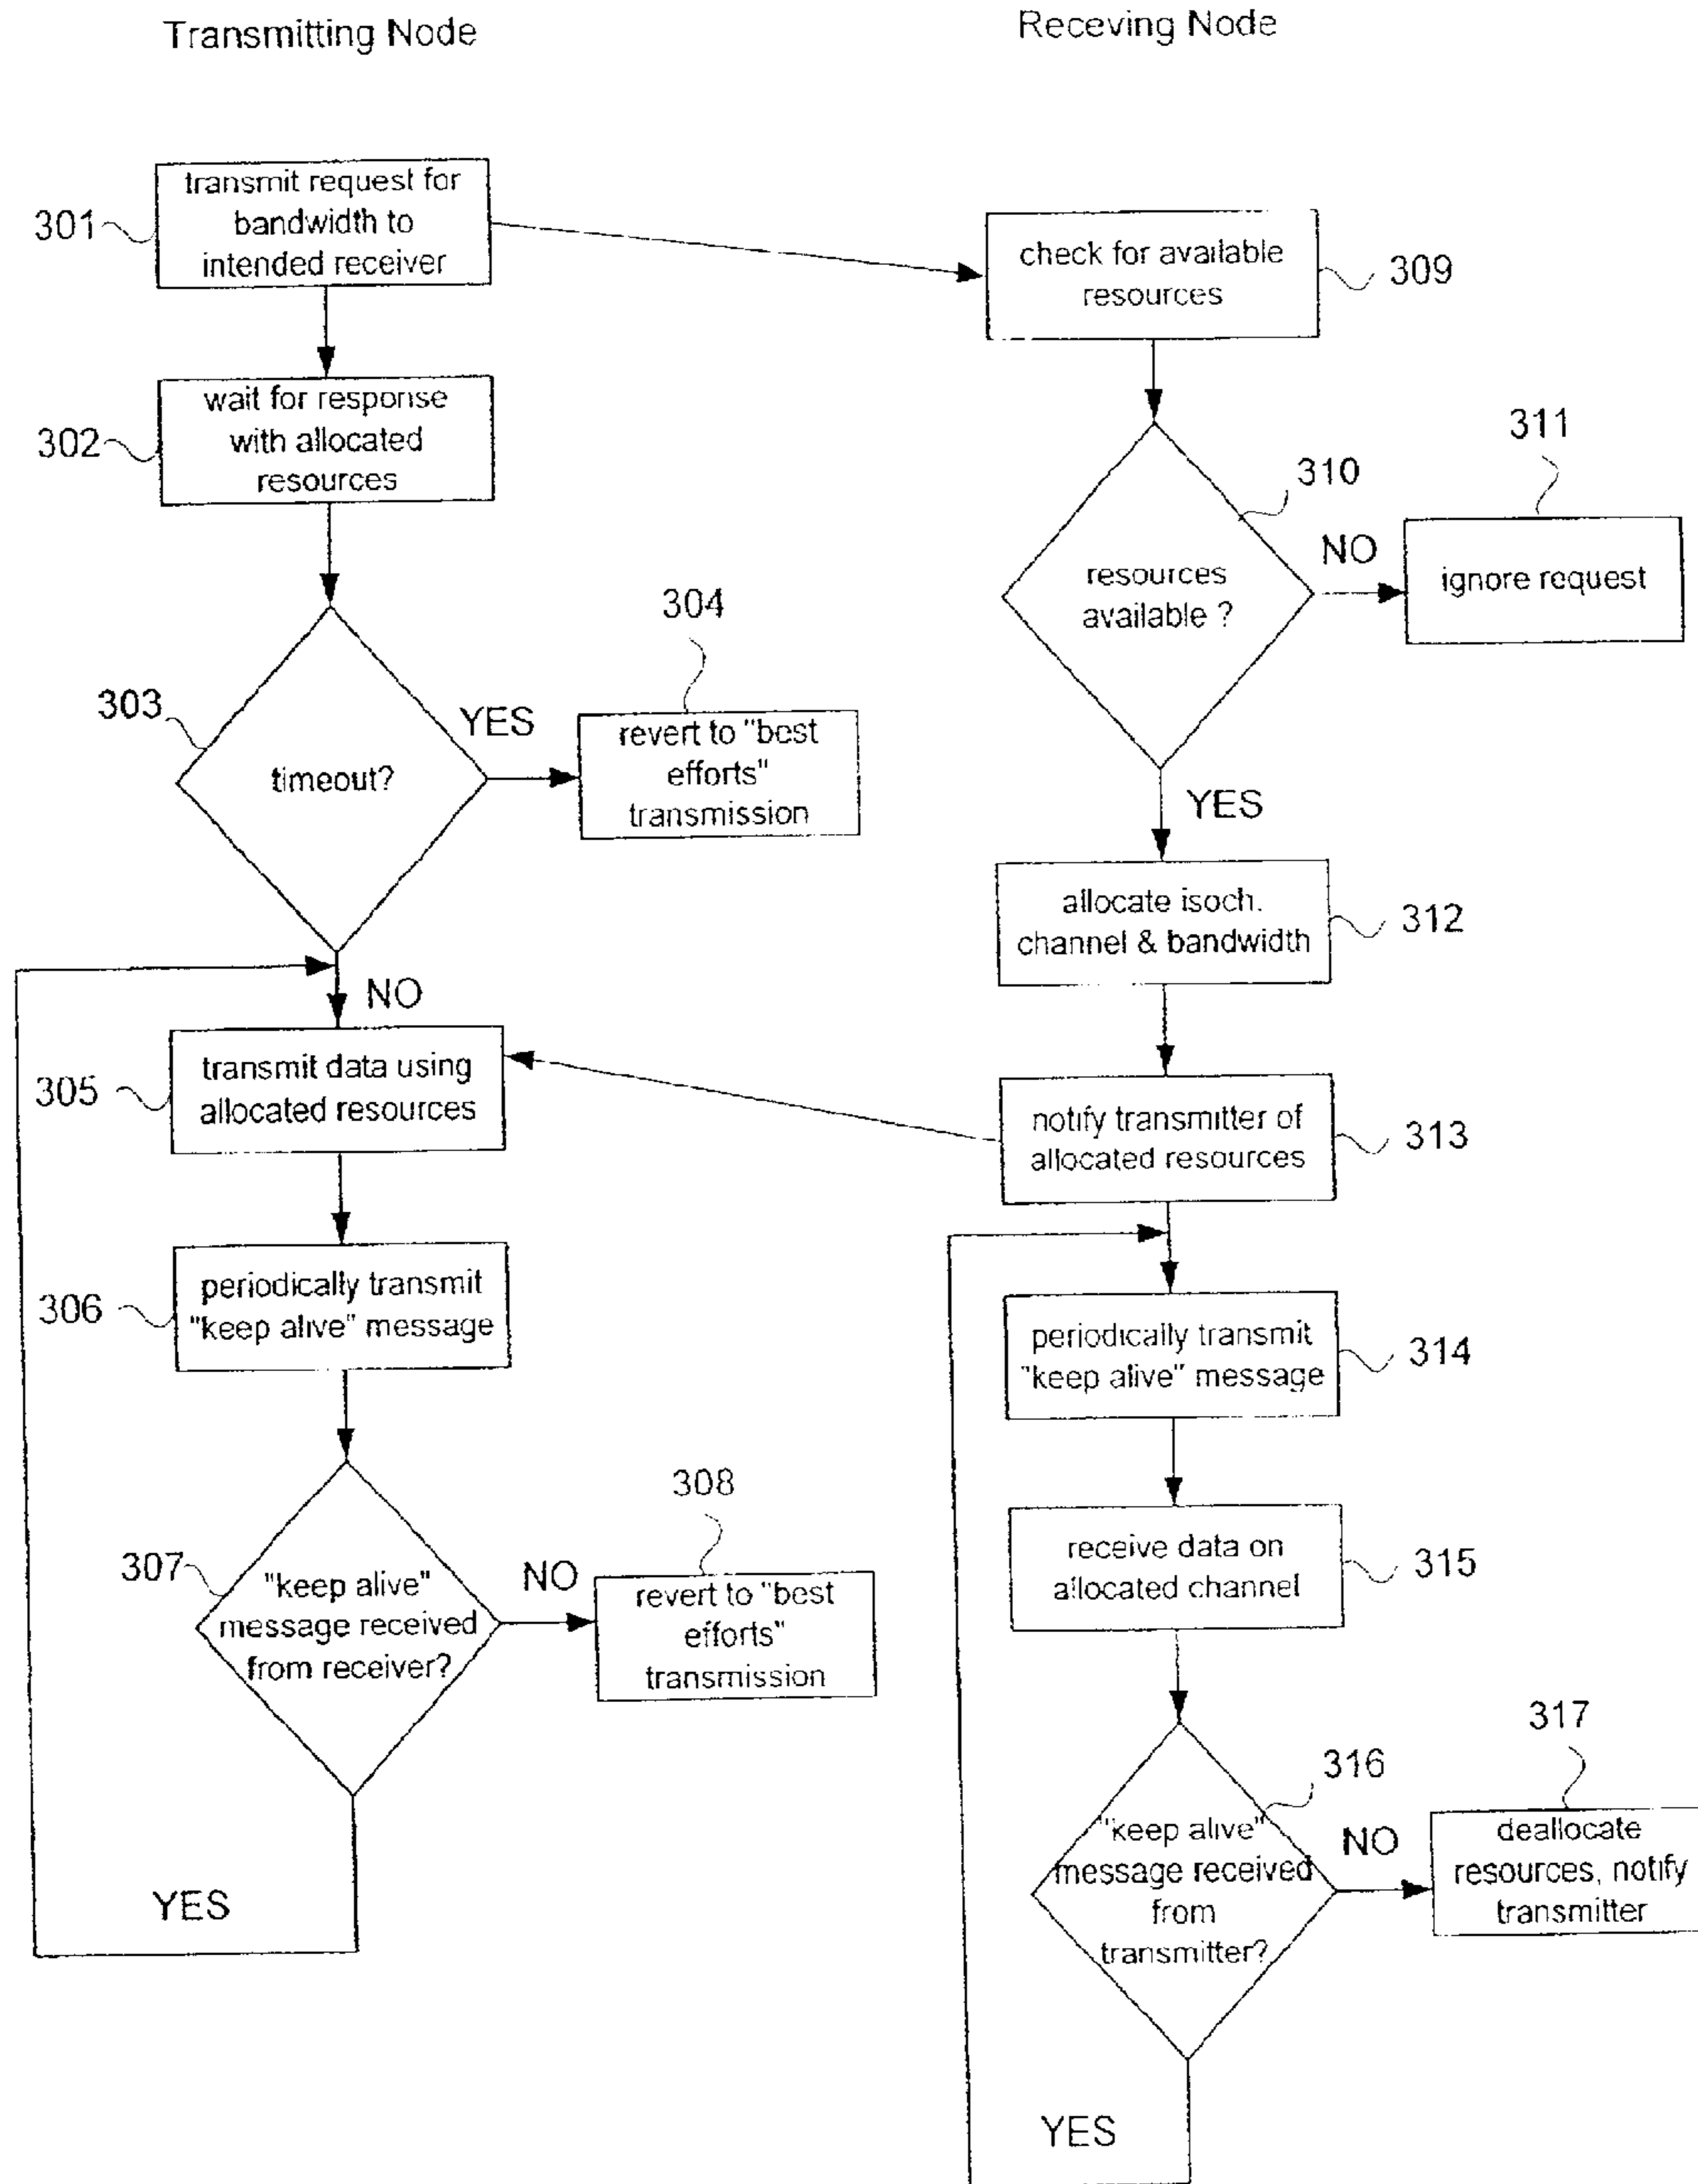 Transmitting Node
Receving Node
301
transmit request for
bandwidth to
intended receiver
302
wait for response
with allocated
resources
303
timeout?
YES
304
revert to "best
efforts"
transmission
NO
305
transmit data using
allocated resources
306
periodically transmit
"keep alive" message
307
"keep alive"
message received
from receiver?
NO
308
revert to "best
efforts"
transmission
YES
check for available
resources
309
310
resources
available ?
NO
311
ignore request
YES
allocate isoch.
channel & bandwidth
312
notify transmitter of
allocated resources
313
periodically transmit
"keep alive" message
314
receive data on
allocated channel
315
316
"keep alive"
message received
from
transmitter?
NO
317
deallocate
resources, notify
transmitter
YES